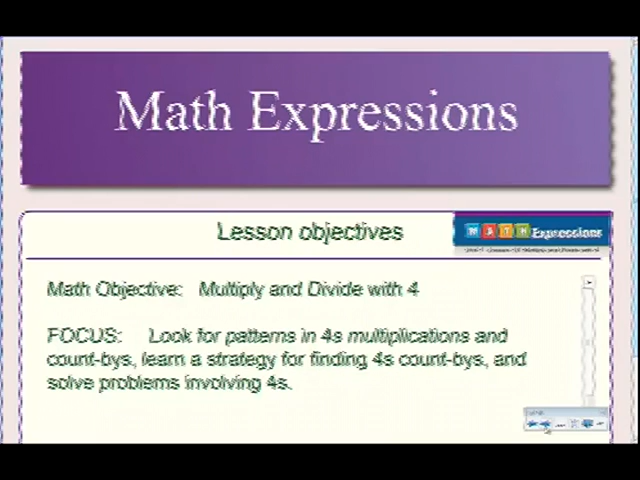 Math Expressions
Lesson objectives
MATH Expressions
Math Objective: Multiply and Divide with 4
FOCUS: Look for patterns in 4s multiplications and
count-bys, learn a strategy for finding 4s count-bys, and
solve problems involving 4s.